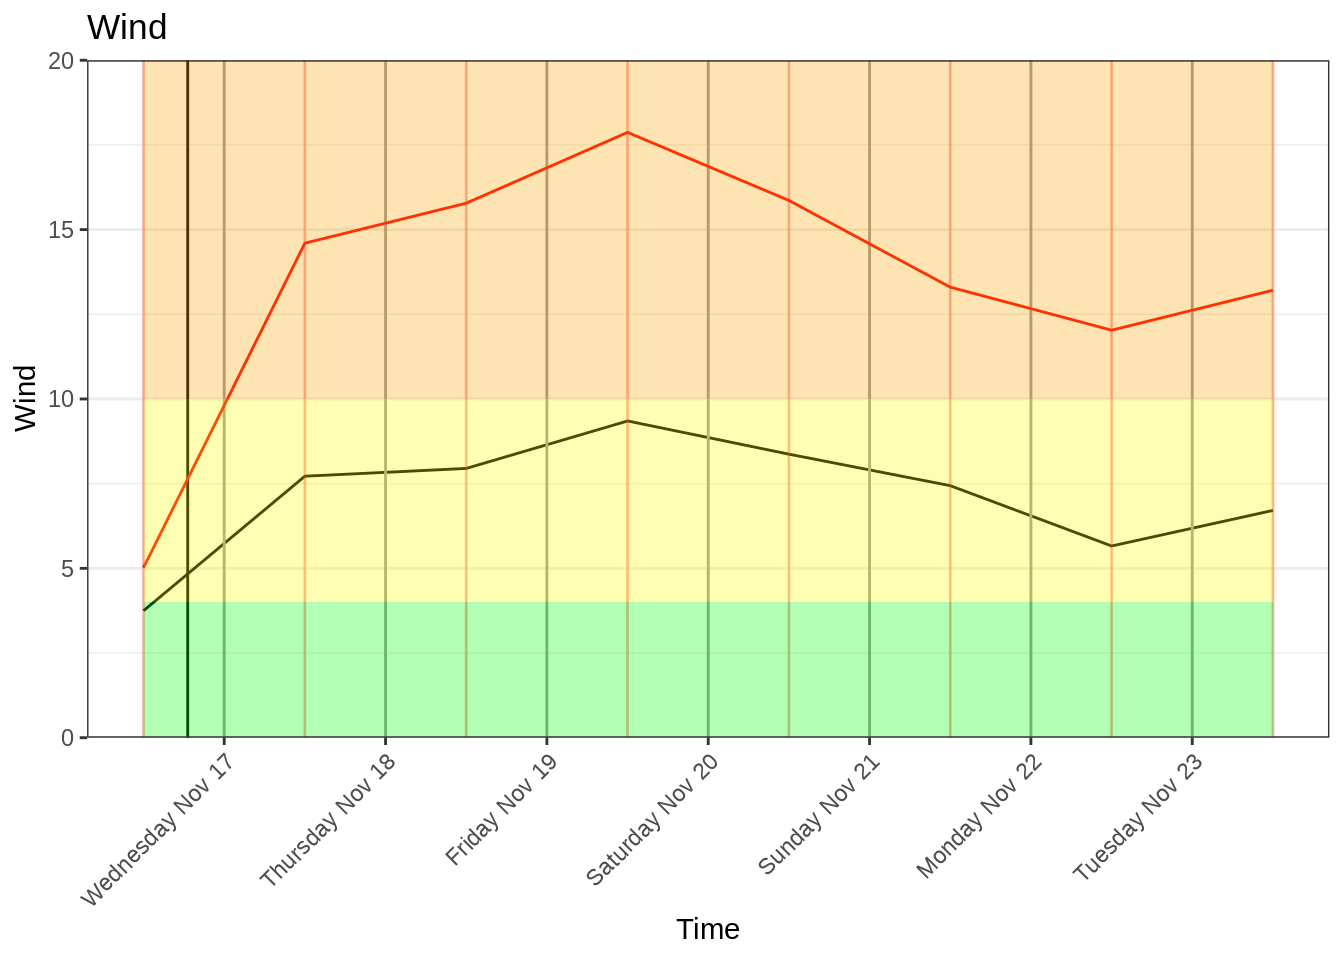 Wind
20
15
10
5
0
Wind
Wednesday Nov 17
Thursday Nov 18
Friday Nov 19
Saturday Nov 20
Sunday Nov 21
Monday Nov 22
Tuesday Nov 23
Time